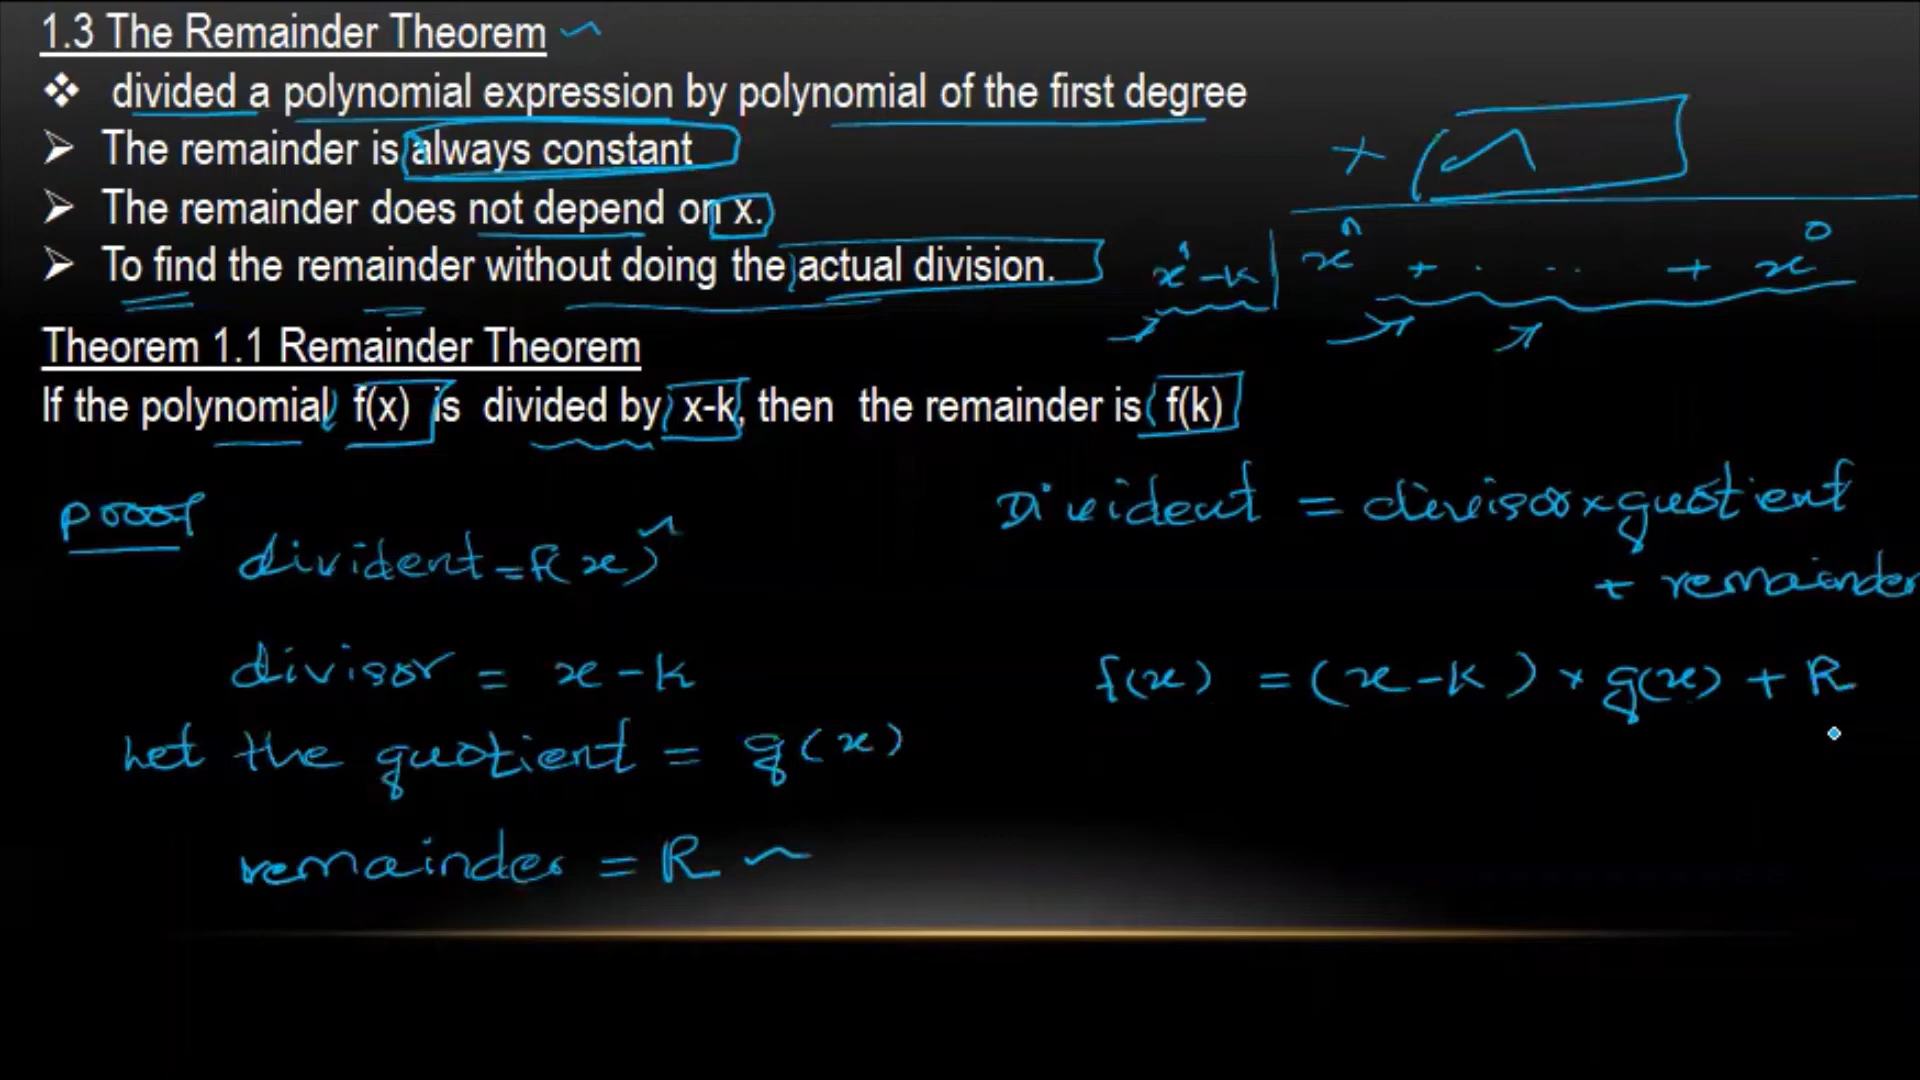 1.3 The Remainder Theorem
❖ divided a polynomial expression by polynomial of the first degree
➢ The remainder is always constant
➢ The remainder does not depend on x.
➢ To find the remainder without doing the actual division.
x¹-k | xⁿ + · ·· + x⁰
Theorem 1.1 Remainder Theorem
If the polynomial f(x) is divided by x-k, then the remainder is f(k)
proof
divident = f(x)
divisor = x-k
Let the quotient = q(x)
remainder = R
Divident = divisor × quotient
+ remainder
f(x) = (x-k) × q(x) + R